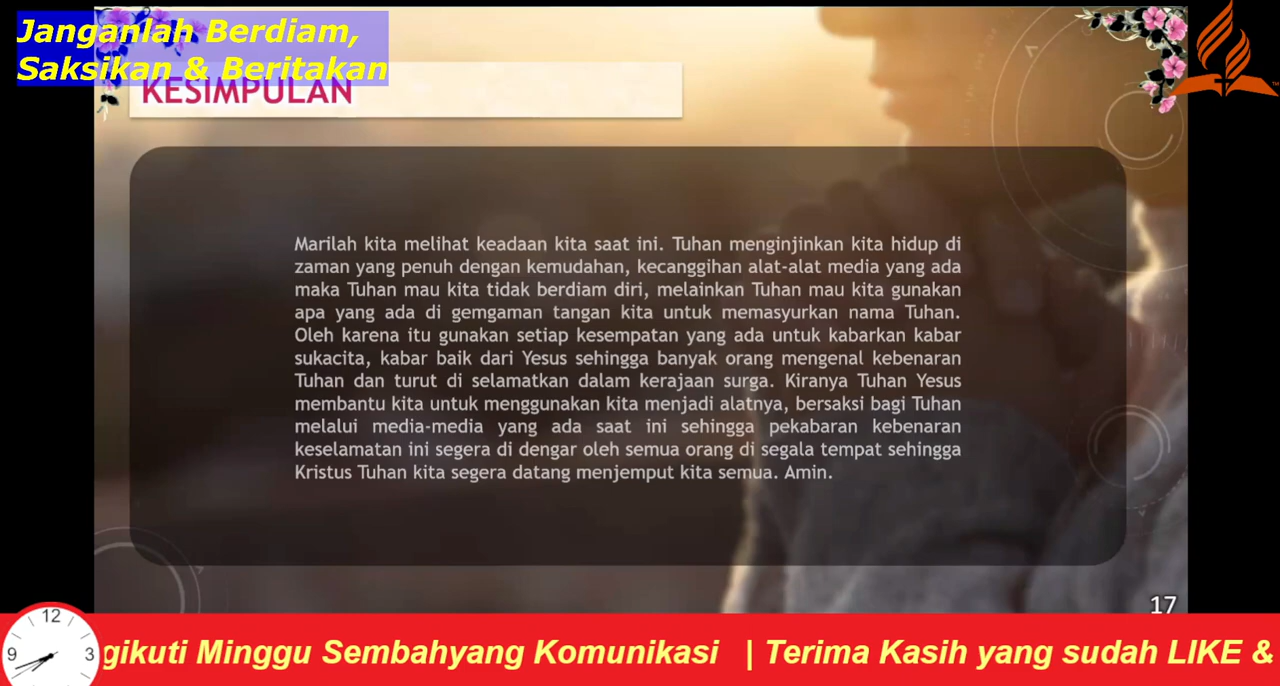 Janganlah Berdiam,
Saksikan & Beritakan
KESIMPULAN
Marilah kita melihat keadaan kita saat ini. Tuhan menginjinkan kita hidup di
zaman yang penuh dengan kemudahan, kecanggihan alat-alat media yang ada
maka Tuhan mau kita tidak berdiam diri, melainkan Tuhan mau kita gunakan
apa yang ada di gemgaman tangan kita untuk memasyurkan nama Tuhan.
Oleh karena itu gunakan setiap kesempatan yang ada untuk kabarkan kabar
sukacita, kabar baik dari Yesus sehingga banyak orang mengenal kebenaran
Tuhan dan turut di selamatkan dalam kerajaan surga. Kiranya Tuhan Yesus
membantu kita untuk menggunakan kita menjadi alatnya, bersaksi bagi Tuhan
melalui media-media yang ada saat ini sehingga pekabaran kebenaran
keselamatan ini segera di dengar oleh semua orang di segala tempat sehingga
Kristus Tuhan kita segera datang menjemput kita semua. Amin.
17
12
9 3
gikuti Minggu Sembahyang Komunikasi | Terima Kasih yang sudah LIKE &